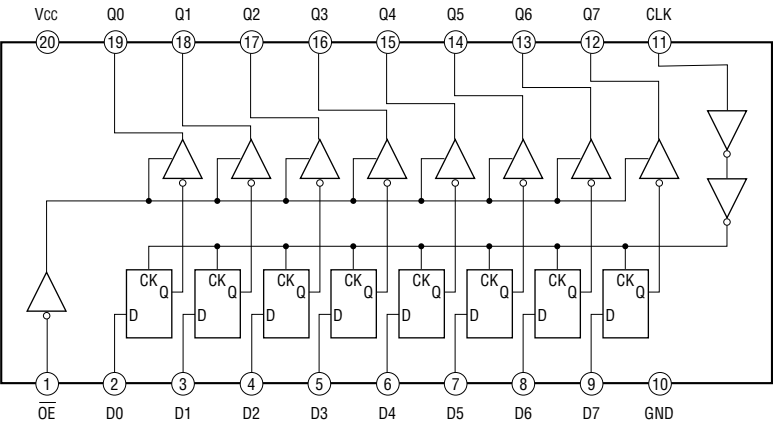 Vcc Q0 Q1 Q2 Q3 Q4 Q5 Q6 Q7 CLK
20 19 18 17 16 15 14 13 12 11
CK CK CK CK CK CK CK CK
Q Q Q Q Q Q Q Q
D D D D D D D D
1 2 3 4 5 6 7 8 9 10
OE D0 D1 D2 D3 D4 D5 D6 D7 GND